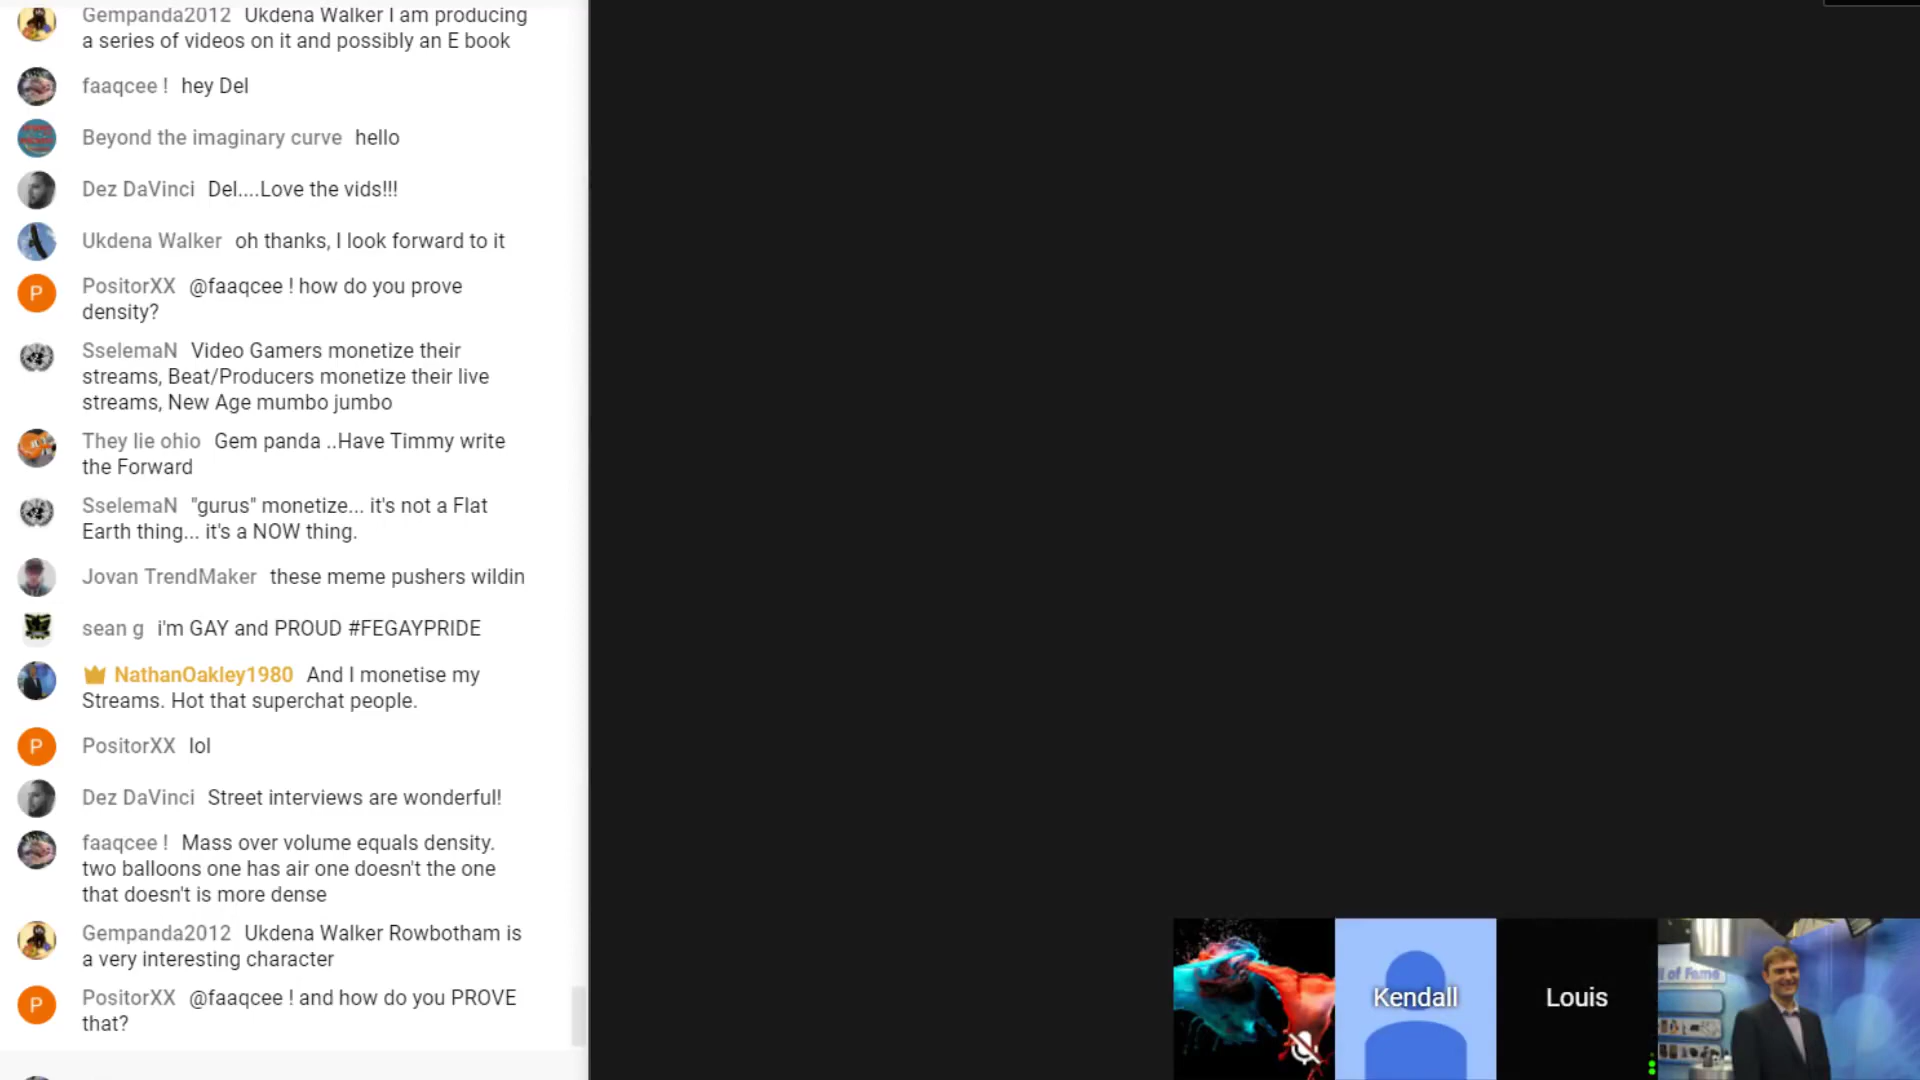 Gempanda2012 Ukdena Walker I am producing
a series of videos on it and possibly an E book
faaqcee ! hey Del
Beyond the imaginary curve hello
Dez DaVinci Del....Love the vids!!!
Ukdena Walker oh thanks, I look forward to it
P
PositorXX @faaqcee ! how do you prove
density?
SselemaN Video Gamers monetize their
streams, Beat/Producers monetize their live
streams, New Age mumbo jumbo
They lie ohio Gem panda ..Have Timmy write
the Forward
SselemaN "gurus" monetize... it's not a Flat
Earth thing... it's a NOW thing.
Jovan TrendMaker these meme pushers wildin
sean g i'm GAY and PROUD #FEGAYPRIDE
NathanOakley1980 And I monetise my
Streams. Hot that superchat people.
P
PositorXX lol
Dez DaVinci Street interviews are wonderful!
faaqcee ! Mass over volume equals density.
two balloons one has air one doesn't the one
that doesn't is more dense
Gempanda2012 Ukdena Walker Rowbotham is
a very interesting character
P
PositorXX @faaqcee ! and how do you PROVE
that?
Kendall
Louis
of Fame